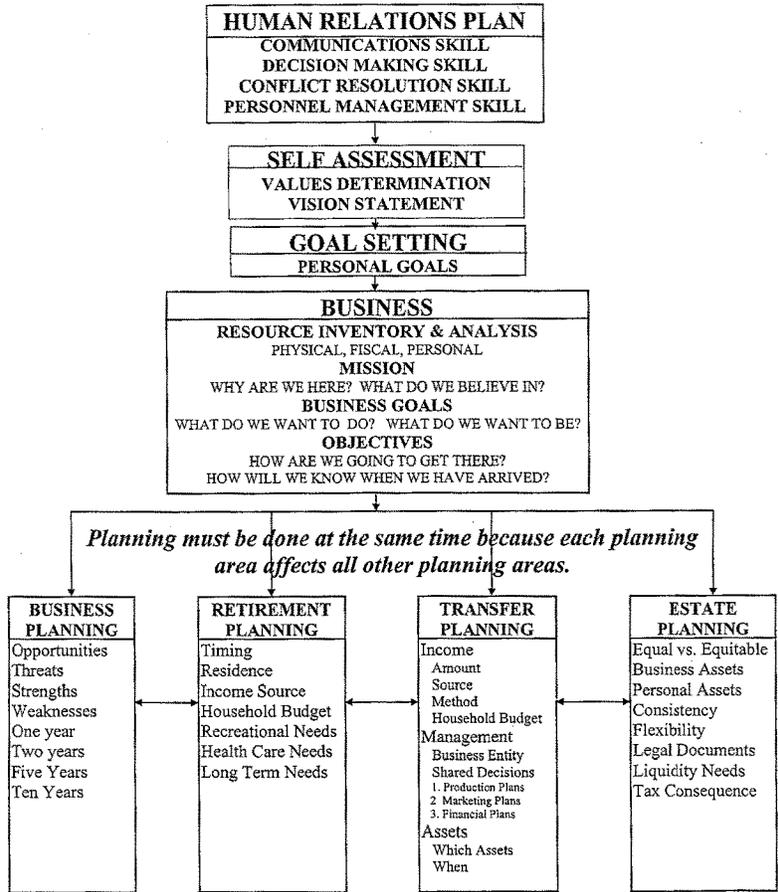 HUMAN RELATIONS PLAN
COMMUNICATIONS SKILL
DECISION MAKING SKILL
CONFLICT RESOLUTION SKILL
PERSONNEL MANAGEMENT SKILL
SELF ASSESSMENT
VALUES DETERMINATION
VISION STATEMENT
GOAL SETTING
PERSONAL GOALS
BUSINESS
RESOURCE INVENTORY & ANALYSIS
PHYSICAL, FISCAL, PERSONAL
MISSION
WHY ARE WE HERE? WHAT DO WE BELIEVE IN?
BUSINESS GOALS
WHAT DO WE WANT TO DO? WHAT DO WE WANT TO BE?
OBJECTIVES
HOW ARE WE GOING TO GET THERE?
HOW WILL WE KNOW WHEN WE HAVE ARRIVED?
Planning must be done at the same time because each planning
area affects all other planning areas.
BUSINESS
PLANNING
Opportunities
Threats
Strengths
Weaknesses
One year
Two years
Five Years
Ten Years
RETIREMENT
PLANNING
Timing
Residence
Income Source
Household Budget
Recreational Needs
Health Care Needs
Long Term Needs
TRANSFER
PLANNING
Income
Amount
Source
Method
Household Budget
Management
Business Entity
Shared Decisions
1. Production Plans
2 Marketing Plans
3. Financial Plans
Assets
Which Assets
When
ESTATE
PLANNING
Equal vs. Equitable
Business Assets
Personal Assets
Consistency
Flexibility
Legal Documents
Liquidity Needs
Tax Consequence